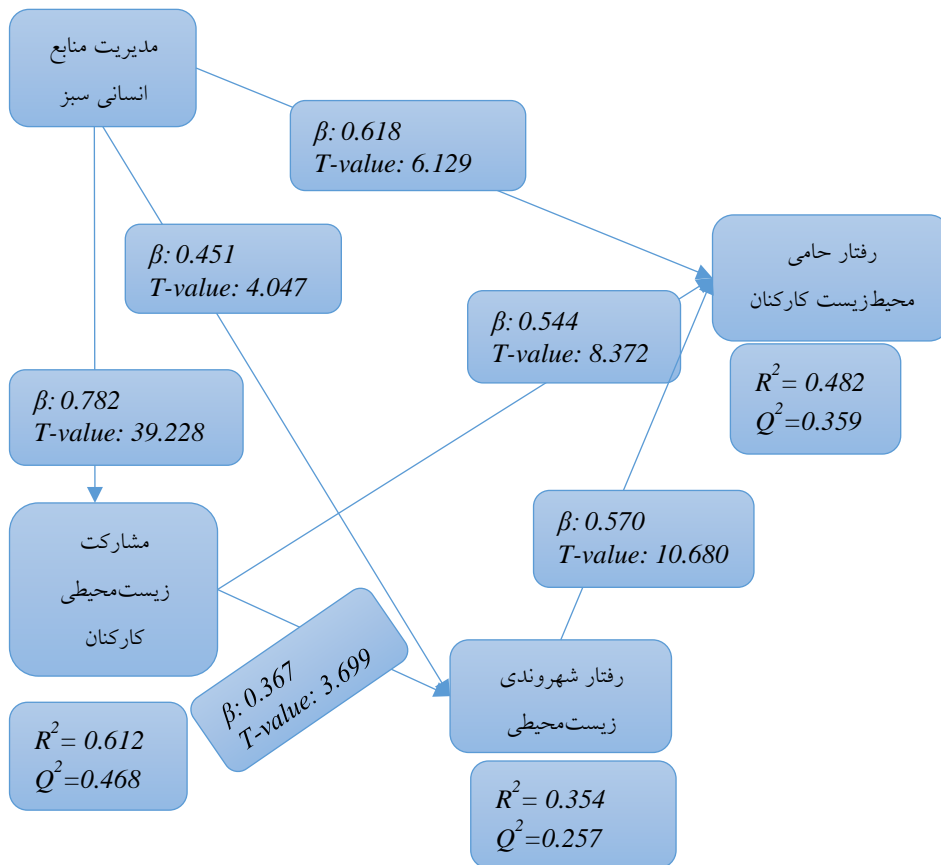 مدیریت منابع
انسانی سبز
β: 0.618
T-value: 6.129
β: 0.451
T-value: 4.047
رفتار حامی
محیط‌زیست کارکنان
β: 0.544
T-value: 8.372
R²= 0.482
Q²=0.359
β: 0.782
T-value: 39.228
مشارکت
زیست‌محیطی
کارکنان
β: 0.570
T-value: 10.680
β: 0.367
T-value: 3.699
رفتار شهروندی
زیست‌محیطی
R²= 0.612
Q²=0.468
R²= 0.354
Q²=0.257